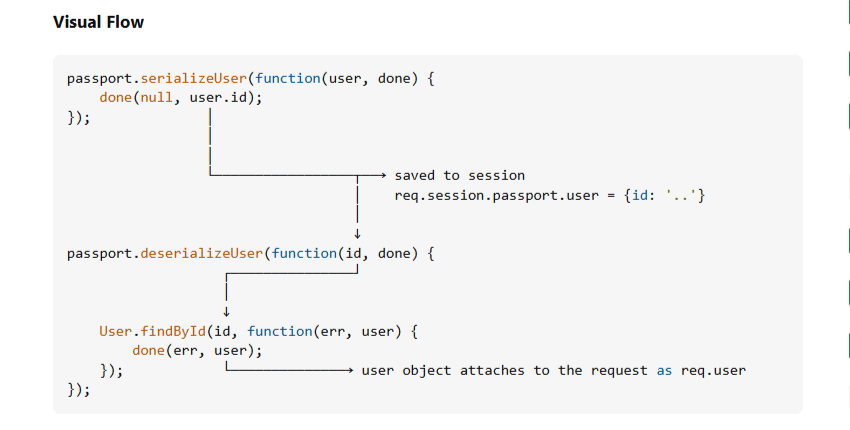 Visual Flow
passport.serializeUser(function(user, done) {
    done(null, user.id);
});
saved to session
req.session.passport.user = {id: '..'}
passport.deserializeUser(function(id, done) {
    User.findById(id, function(err, user) {
        done(err, user);
    });
user object attaches to the request as req.user
});